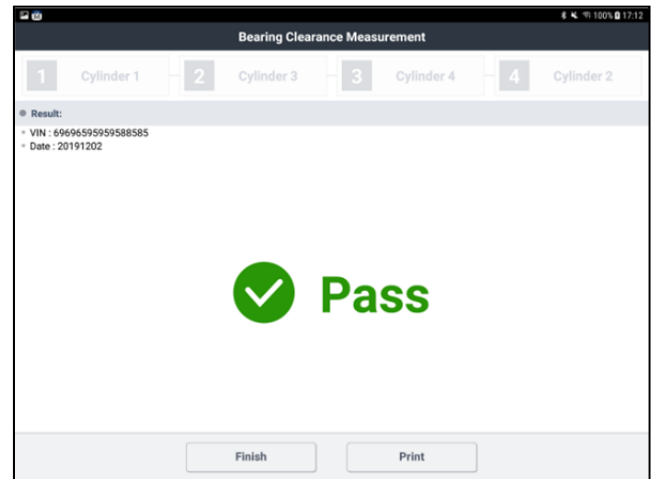 100% 17:12
Bearing Clearance Measurement
1 Cylinder 1 2 Cylinder 3 3 Cylinder 4 4 Cylinder 2
Result:
VIN : 69696595959588585
Date : 20191202
Pass
Finish Print